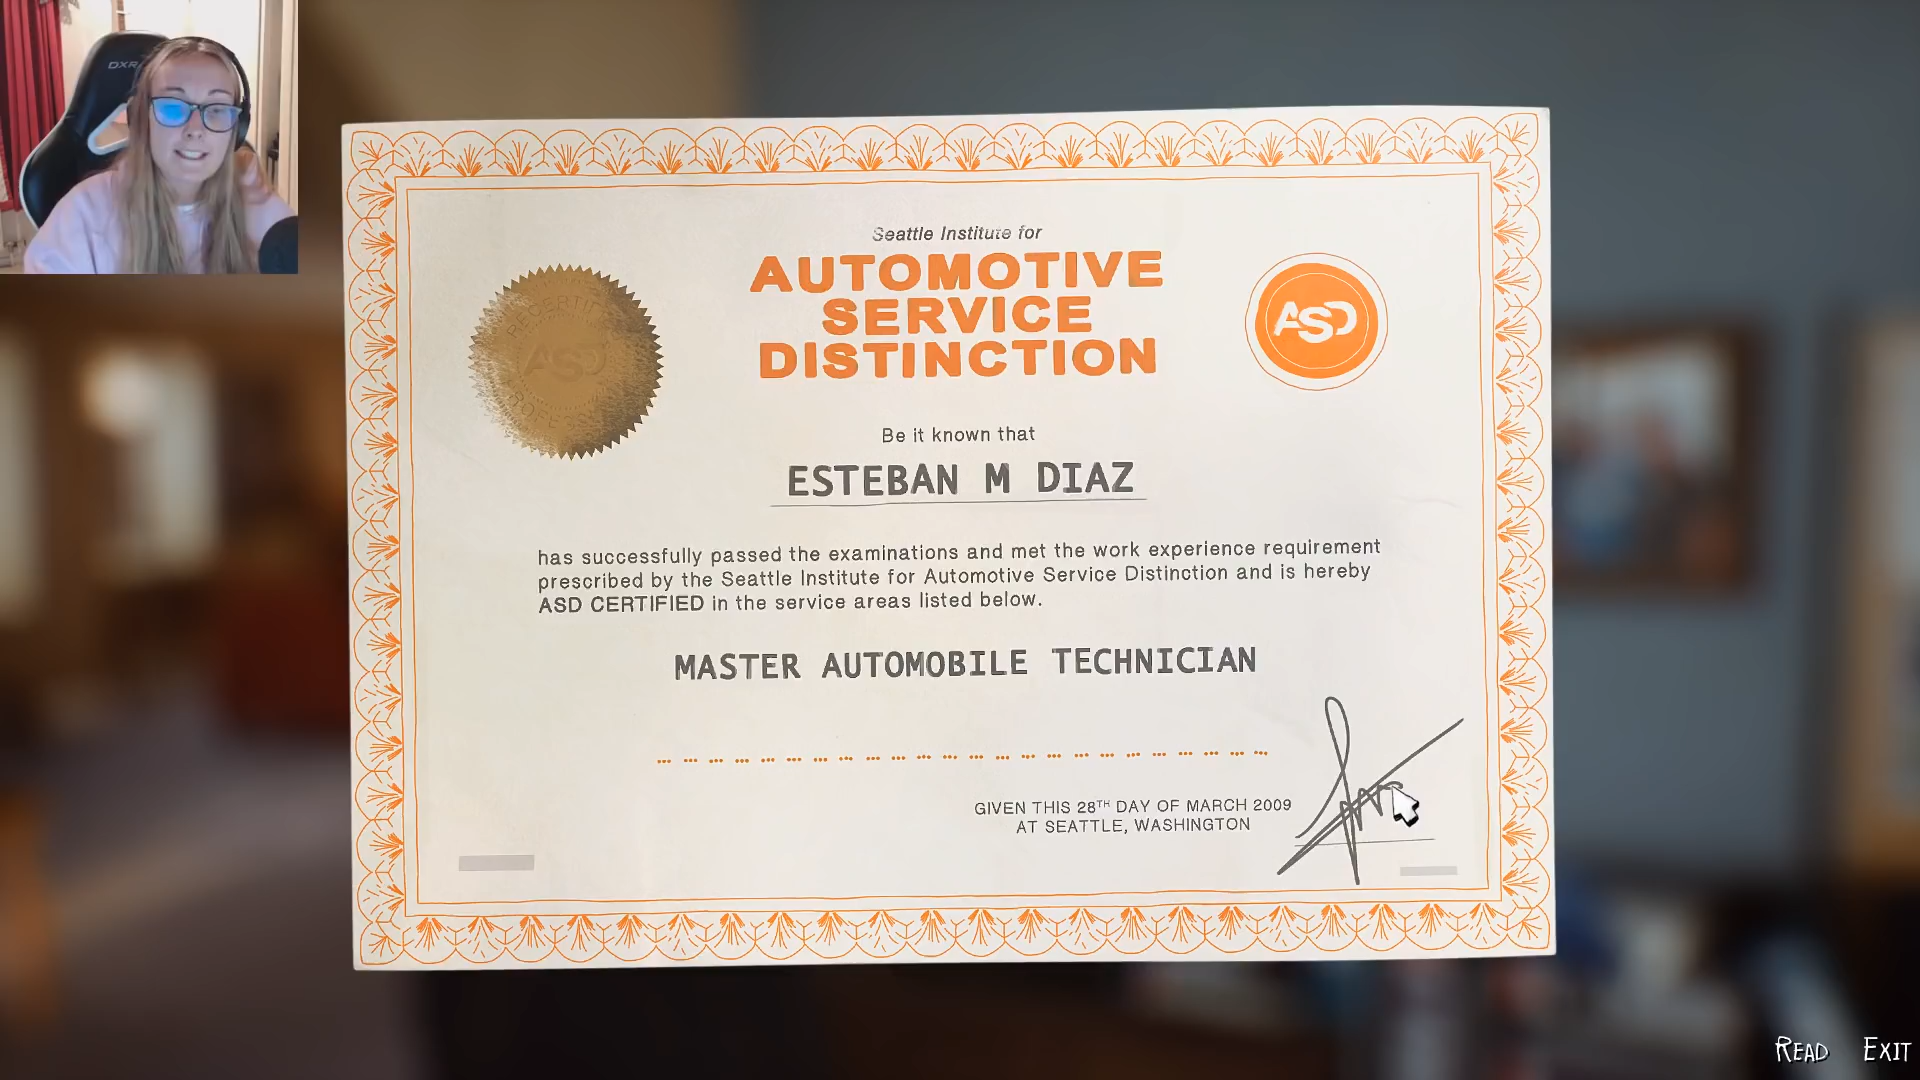 DXR
Seattle Institute for
AUTOMOTIVE
SERVICE
DISTINCTION
ASD
ASD
Be it known that
ESTEBAN M DIAZ
has successfully passed the examinations and met the work experience requirement
prescribed by the Seattle Institute for Automotive Service Distinction and is hereby
ASD CERTIFIED in the service areas listed below.
MASTER AUTOMOBILE TECHNICIAN
GIVEN THIS 28TH DAY OF MARCH 2009
AT SEATTLE, WASHINGTON
READ EXIT